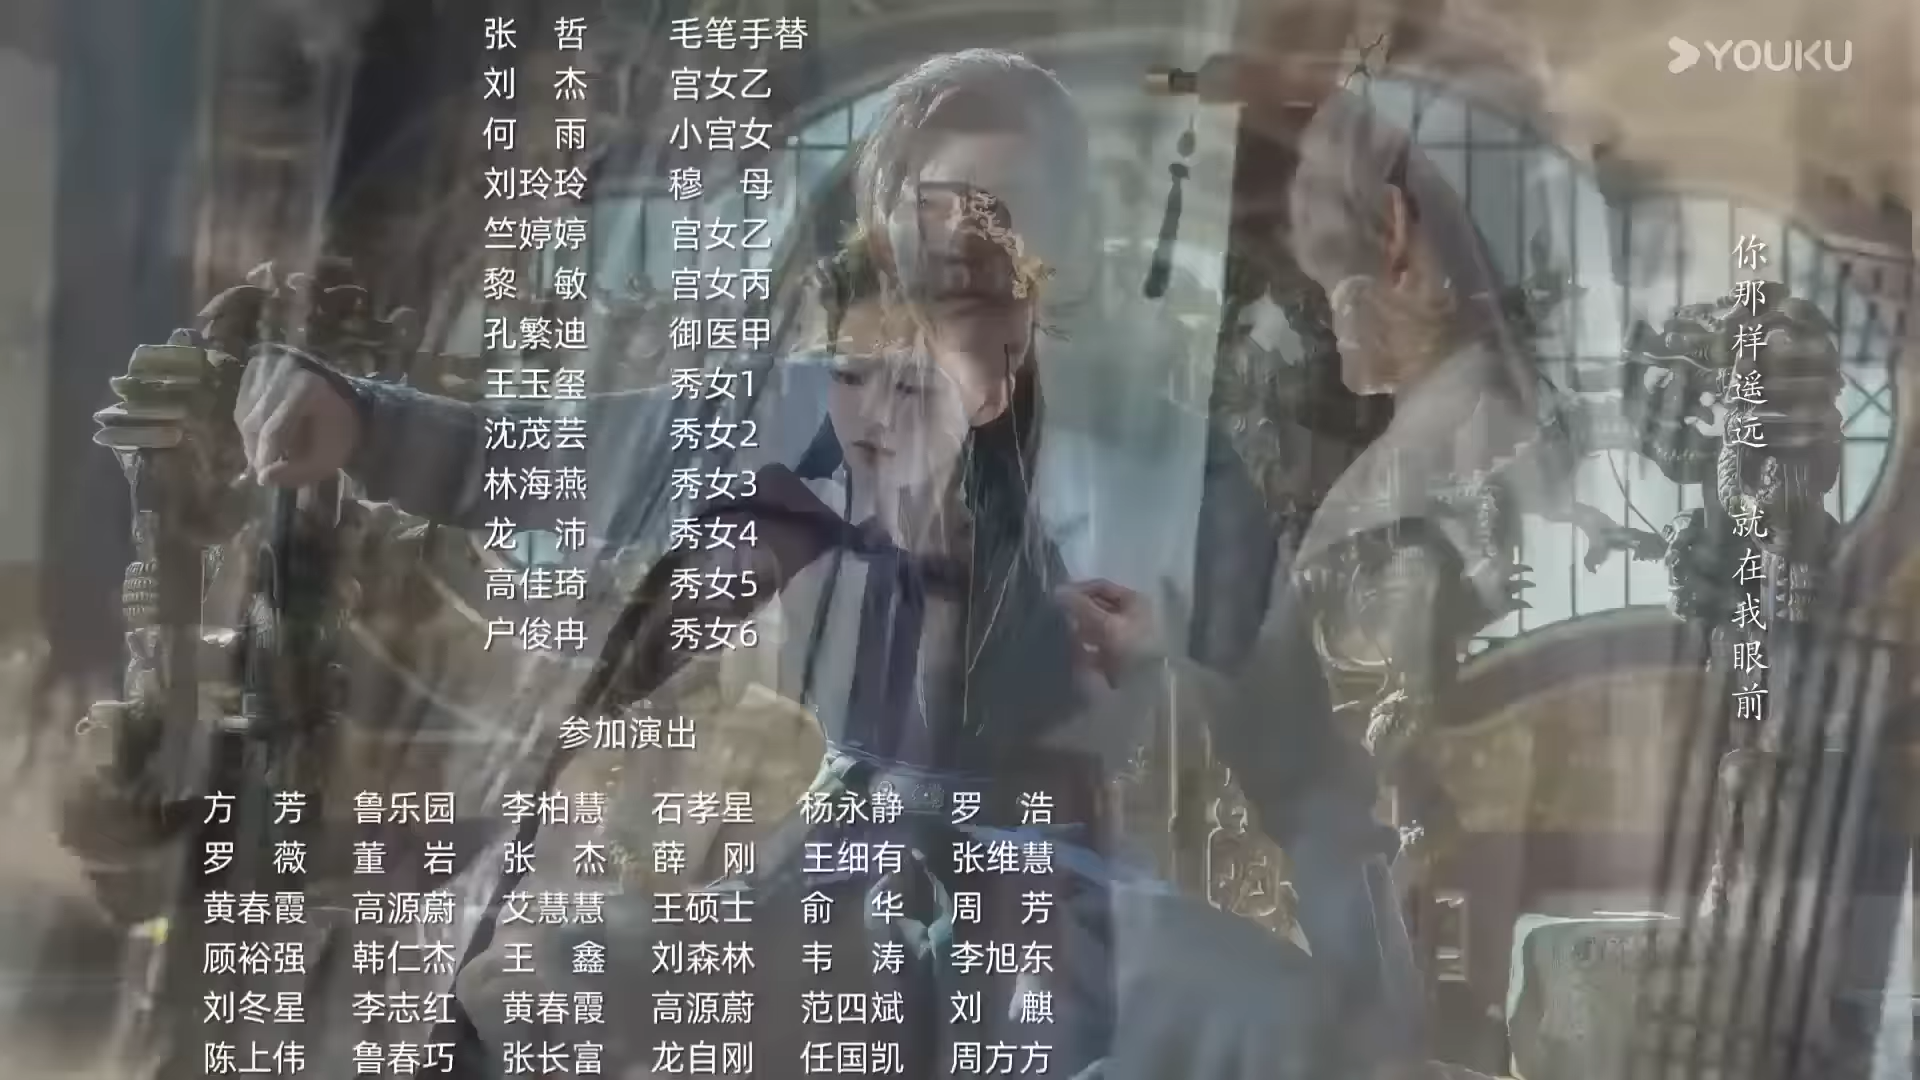 张 哲 毛笔手替
刘 杰 宫女乙
何 雨 小宫女
刘玲玲 穆 母
竺婷婷 宫女乙
黎 敏 宫女丙
孔繁迪 御医甲
王玉玺 秀女1
沈茂芸 秀女2
林海燕 秀女3
龙 沛 秀女4
高佳琦 秀女5
户俊冉 秀女6
参加演出
方 芳 鲁乐园 李柏慧 石孝星 杨永静 罗 浩
罗 薇 董 岩 张 杰 薛 刚 王细有 张维慧
黄春霞 高源蔚 艾慧慧 王硕士 俞 华 周 芳
顾裕强 韩仁杰 王 鑫 刘森林 韦 涛 李旭东
刘冬星 李志红 黄春霞 高源蔚 范四斌 刘 麒
陈上伟 鲁春巧 张长富 龙自刚 任国凯 周方方
YOUKU
你那样遥远 就在我眼前